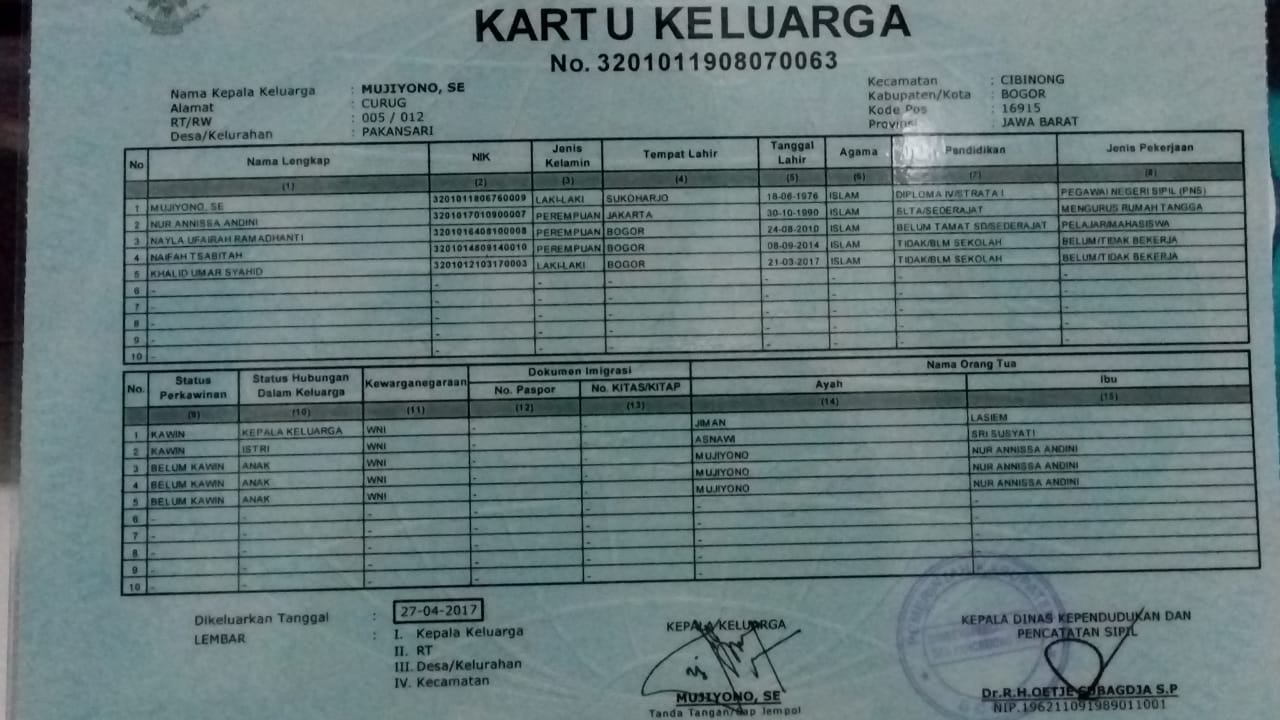 KARTU KELUARGA
No. 3201011908070063
Nama Kepala Keluarga : MUJIYONO, SE
Alamat : CURUG
RT/RW : 005 / 012
Desa/Kelurahan : PAKANSARI
Kecamatan : CIBINONG
Kabupaten/Kota : BOGOR
Kode Pos : 16915
Provinsi : JAWA BARAT
No Nama Lengkap NIK Jenis Kelamin Tempat Lahir Tanggal Lahir Agama Pendidikan Jenis Pekerjaan
(1) (2) (3) (4) (5) (6) (7) (8)
1 MUJIYONO, SE 3201011806760009 LAKI-LAKI SUKOHARJO 18-06-1976 ISLAM DIPLOMA IV/STRATA I PEGAWAI NEGERI SIPIL (PNS)
2 NUR ANNISSA ANDINI 3201017010900007 PEREMPUAN JAKARTA 30-10-1990 ISLAM SLTA/SEDERAJAT MENGURUS RUMAH TANGGA
3 NAYLA UFAIRAH RAMADHANTI 3201016408100008 PEREMPUAN BOGOR 24-08-2010 ISLAM BELUM TAMAT SD/SEDERAJAT PELAJAR/MAHASISWA
4 NAIFAH TSABITAH 3201014809140010 PEREMPUAN BOGOR 08-09-2014 ISLAM TIDAK/BLM SEKOLAH BELUM/TIDAK BEKERJA
5 KHALID UMAR SYAHID 3201012103170003 LAKI-LAKI BOGOR 21-03-2017 ISLAM TIDAK/BLM SEKOLAH BELUM/TIDAK BEKERJA
6 - - - - - - - -
7 - - - - - - - -
8 - - - - - - - -
9 - - - - - - - -
10 - - - - - - - -
No. Status Perkawinan Status Hubungan Dalam Keluarga Kewarganegaraan Dokumen Imigrasi Nama Orang Tua
No. Paspor No. KITAS/KITAP Ayah Ibu
(9) (10) (11) (12) (13) (14) (15)
1 KAWIN KEPALA KELUARGA WNI - - JIMAN LASIEM
2 KAWIN ISTRI WNI - - ASNAWI SRI SUSYATI
3 BELUM KAWIN ANAK WNI - - MUJIYONO NUR ANNISSA ANDINI
4 BELUM KAWIN ANAK WNI - - MUJIYONO NUR ANNISSA ANDINI
5 BELUM KAWIN ANAK WNI - - MUJIYONO NUR ANNISSA ANDINI
6 - - - - - - -
7 - - - - - - -
8 - - - - - - -
9 - - - - - - -
10 - - - - - - -
Dikeluarkan Tanggal : 27-04-2017
LEMBAR : I. Kepala Keluarga
II. RT
III. Desa/Kelurahan
IV. Kecamatan
KEPALA KELUARGA
MUJIYONO, SE
Tanda Tangan/Cap Jempol
KEPALA DINAS KEPENDUDUKAN DAN
PENCATATAN SIPIL
Dr.R.H.OETJE SUBAGDJA S.P
NIP.196211091989011001